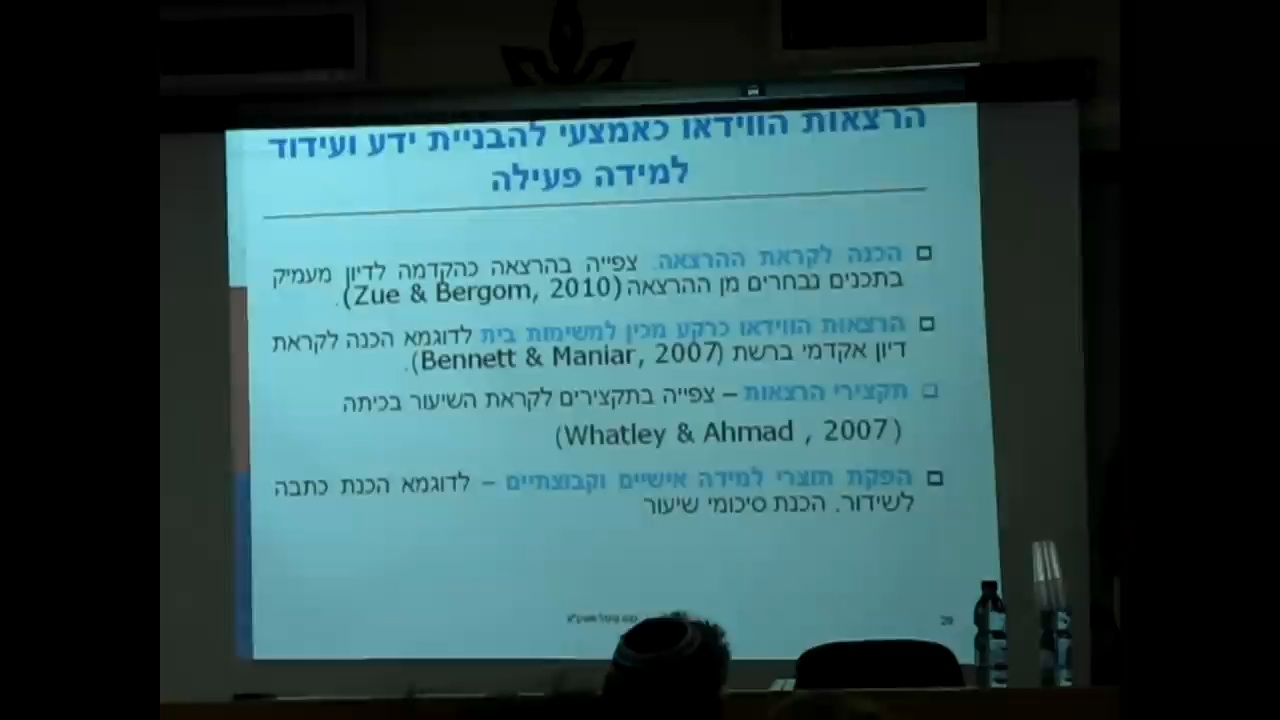 הרצאות הווידאו כאמצעי להבניית ידע ועידוד
למידה פעילה
הכנה לקראת ההרצאה. צפייה בהרצאה כהקדמה לדיון מעמיק
בתכנים נבחרים מן ההרצאה (Zue & Bergom, 2010).
הרצאות הווידאו כרקע מכין למשימות בית לדוגמא הכנה לקראת
דיון אקדמי ברשת (Bennett & Maniar, 2007).
תקצירי הרצאות – צפייה בתקצירים לקראת השיעור בכיתה
(Whatley & Ahmad , 2007)
הפקת תוצרי למידה אישיים וקבוצתיים – לדוגמא הכנת כתבה
לשידור. הכנת סיכומי שיעור